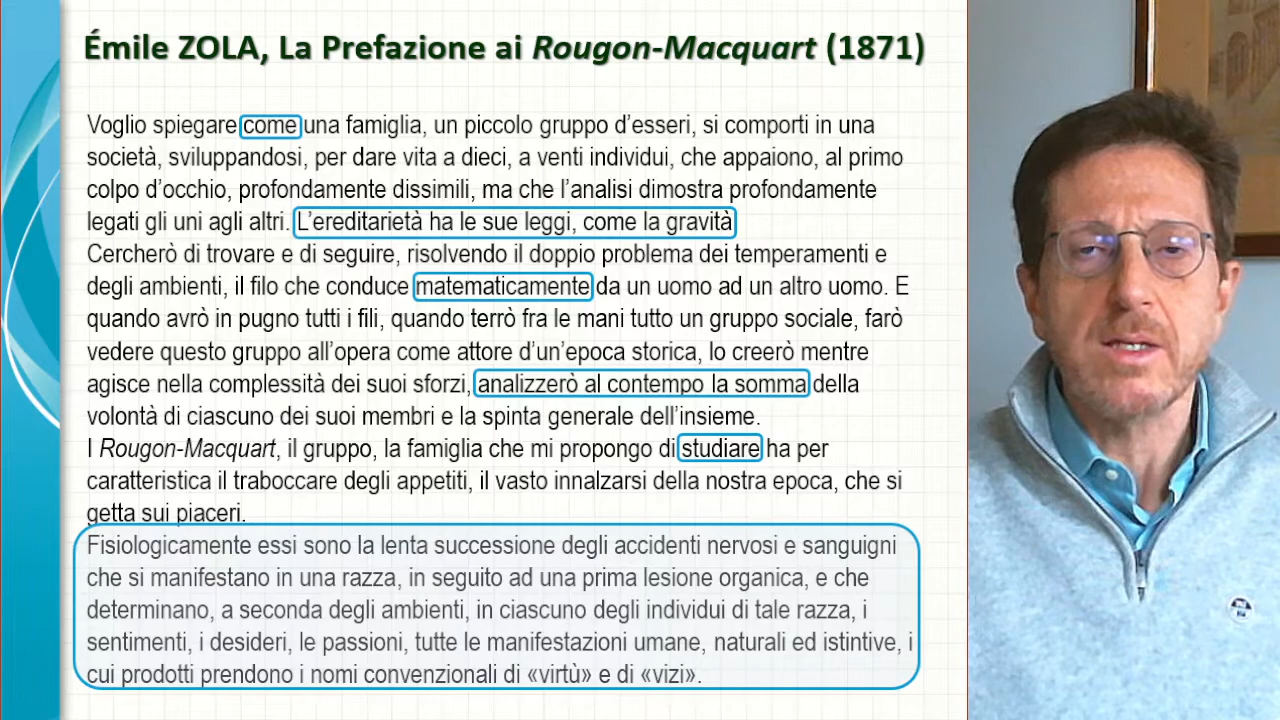 Émile ZOLA, La Prefazione ai Rougon-Macquart (1871)
Voglio spiegare come una famiglia, un piccolo gruppo d’esseri, si comporti in una
società, sviluppandosi, per dare vita a dieci, a venti individui, che appaiono, al primo
colpo d’occhio, profondamente dissimili, ma che l’analisi dimostra profondamente
legati gli uni agli altri. L’ereditarietà ha le sue leggi, come la gravità
Cercherò di trovare e di seguire, risolvendo il doppio problema dei temperamenti e
degli ambienti, il filo che conduce matematicamente da un uomo ad un altro uomo. E
quando avrò in pugno tutti i fili, quando terrò fra le mani tutto un gruppo sociale, farò
vedere questo gruppo all’opera come attore d’un’epoca storica, lo creerò mentre
agisce nella complessità dei suoi sforzi, analizzerò al contempo la somma della
volontà di ciascuno dei suoi membri e la spinta generale dell’insieme.
I Rougon-Macquart, il gruppo, la famiglia che mi propongo di studiare ha per
caratteristica il traboccare degli appetiti, il vasto innalzarsi della nostra epoca, che si
getta sui piaceri.
Fisiologicamente essi sono la lenta successione degli accidenti nervosi e sanguigni
che si manifestano in una razza, in seguito ad una prima lesione organica, e che
determinano, a seconda degli ambienti, in ciascuno degli individui di tale razza, i
sentimenti, i desideri, le passioni, tutte le manifestazioni umane, naturali ed istintive, i
cui prodotti prendono i nomi convenzionali di «virtù» e di «vizi».